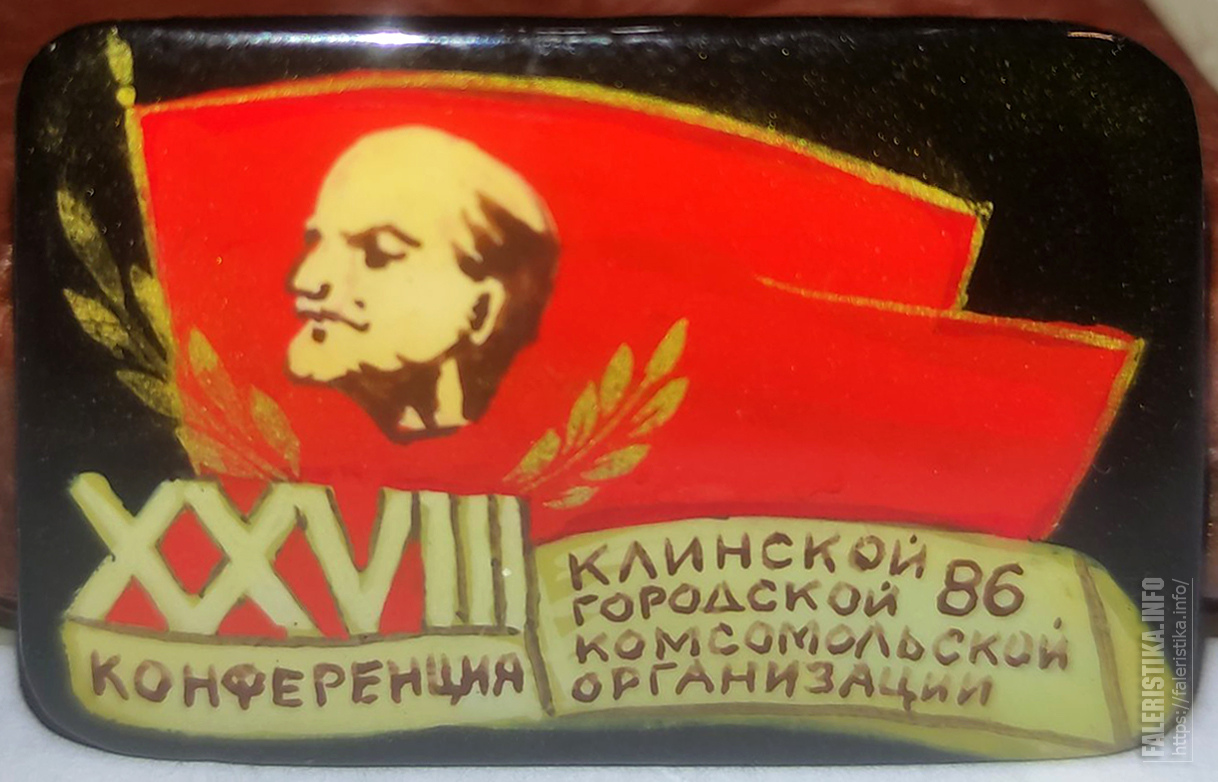 XXVIII
КОНФЕРЕНЦИЯ
КЛИНСКОЙ
ГОРОДСКОЙ 86
КОМСОМОЛЬСКОЙ
ОРГАНИЗАЦИИ
FALERISTIKA.INFO
https://faleristika.info/